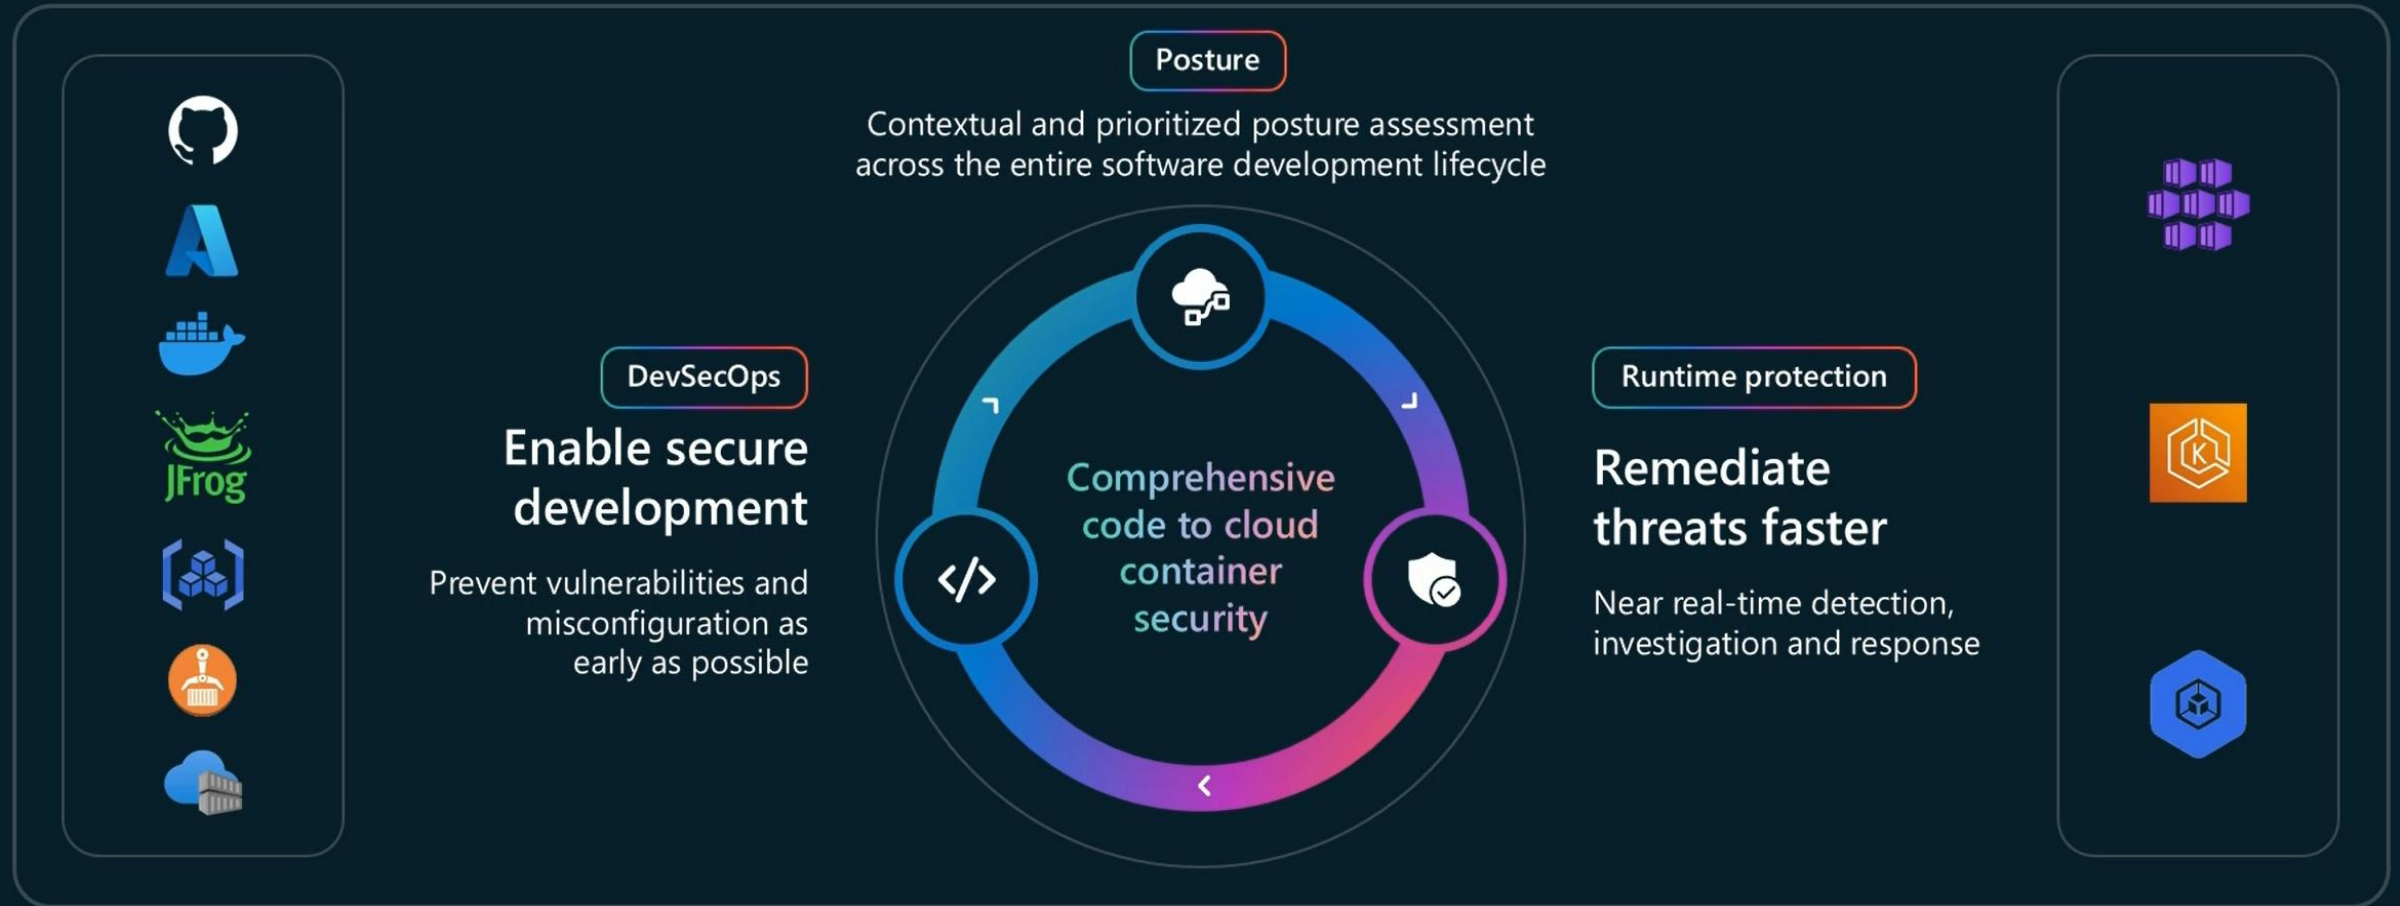 Posture
Contextual and prioritized posture assessment
across the entire software development lifecycle
DevSecOps
Enable secure
development
Prevent vulnerabilities and
misconfiguration as
early as possible
JFrog
Comprehensive
code to cloud
container
security
Runtime protection
Remediate
threats faster
Near real-time detection,
investigation and response
K